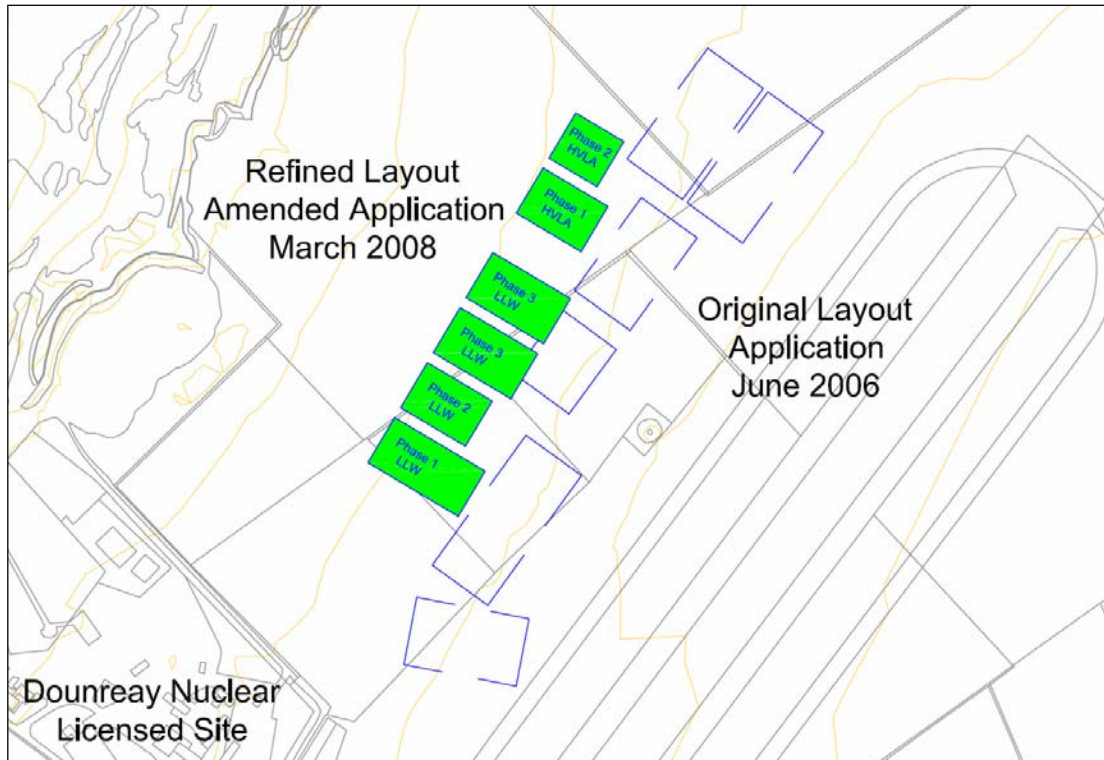 Phase 2
HVLA
Refined Layout
Amended Application
March 2008
Phase 1
HVLA
Phase 3
LLW
Original Layout
Application
June 2006
Phase 3
LLW
Phase 2
LLW
Phase 1
LLW
Dounreay Nuclear
Licensed Site